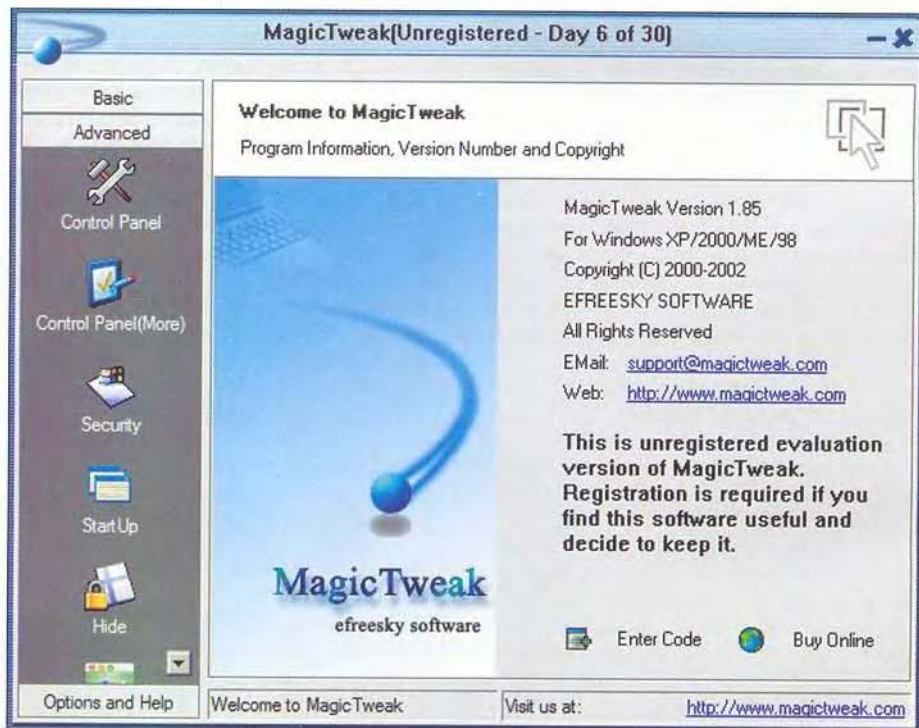 MagicTweak(Unregistered - Day 6 of 30)
Basic
Advanced
Control Panel
Control Panel(More)
Security
StartUp
Hide
Options and Help
Welcome to MagicTweak
Program Information, Version Number and Copyright
MagicTweak Version 1.85
For Windows XP/2000/ME/98
Copyright (C) 2000-2002
EFREESKY SOFTWARE
All Rights Reserved
EMail: support@magictweak.com
Web: http://www.magictweak.com
This is unregistered evaluation
version of MagicTweak.
Registration is required if you
find this software useful and
decide to keep it.
MagicTweak
efreesky software
Enter Code
Buy Online
Welcome to MagicTweak
Visit us at: http://www.magictweak.com